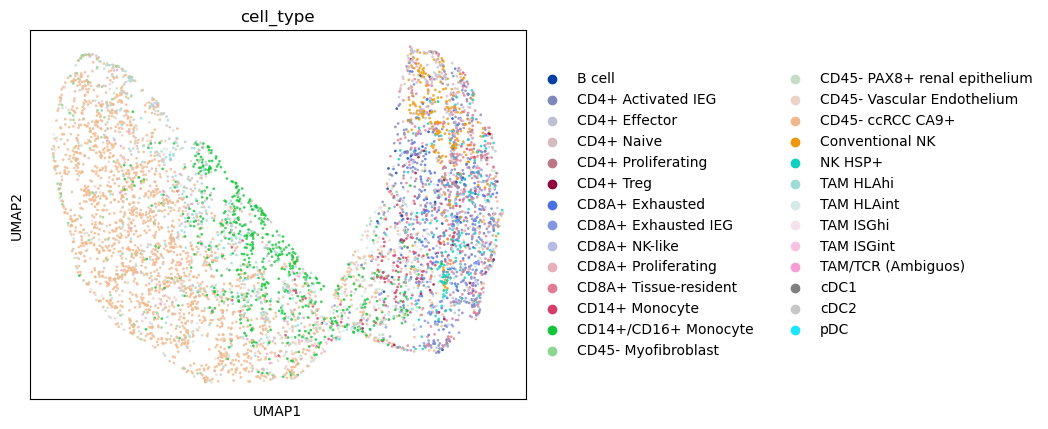 cell_type
UMAP2
UMAP1
B cell
CD4+ Activated IEG
CD4+ Effector
CD4+ Naive
CD4+ Proliferating
CD4+ Treg
CD8A+ Exhausted
CD8A+ Exhausted IEG
CD8A+ NK-like
CD8A+ Proliferating
CD8A+ Tissue-resident
CD14+ Monocyte
CD14+/CD16+ Monocyte
CD45- Myofibroblast
CD45- PAX8+ renal epithelium
CD45- Vascular Endothelium
CD45- ccRCC CA9+
Conventional NK
NK HSP+
TAM HLAhi
TAM HLAint
TAM ISGhi
TAM ISGint
TAM/TCR (Ambiguos)
cDC1
cDC2
pDC